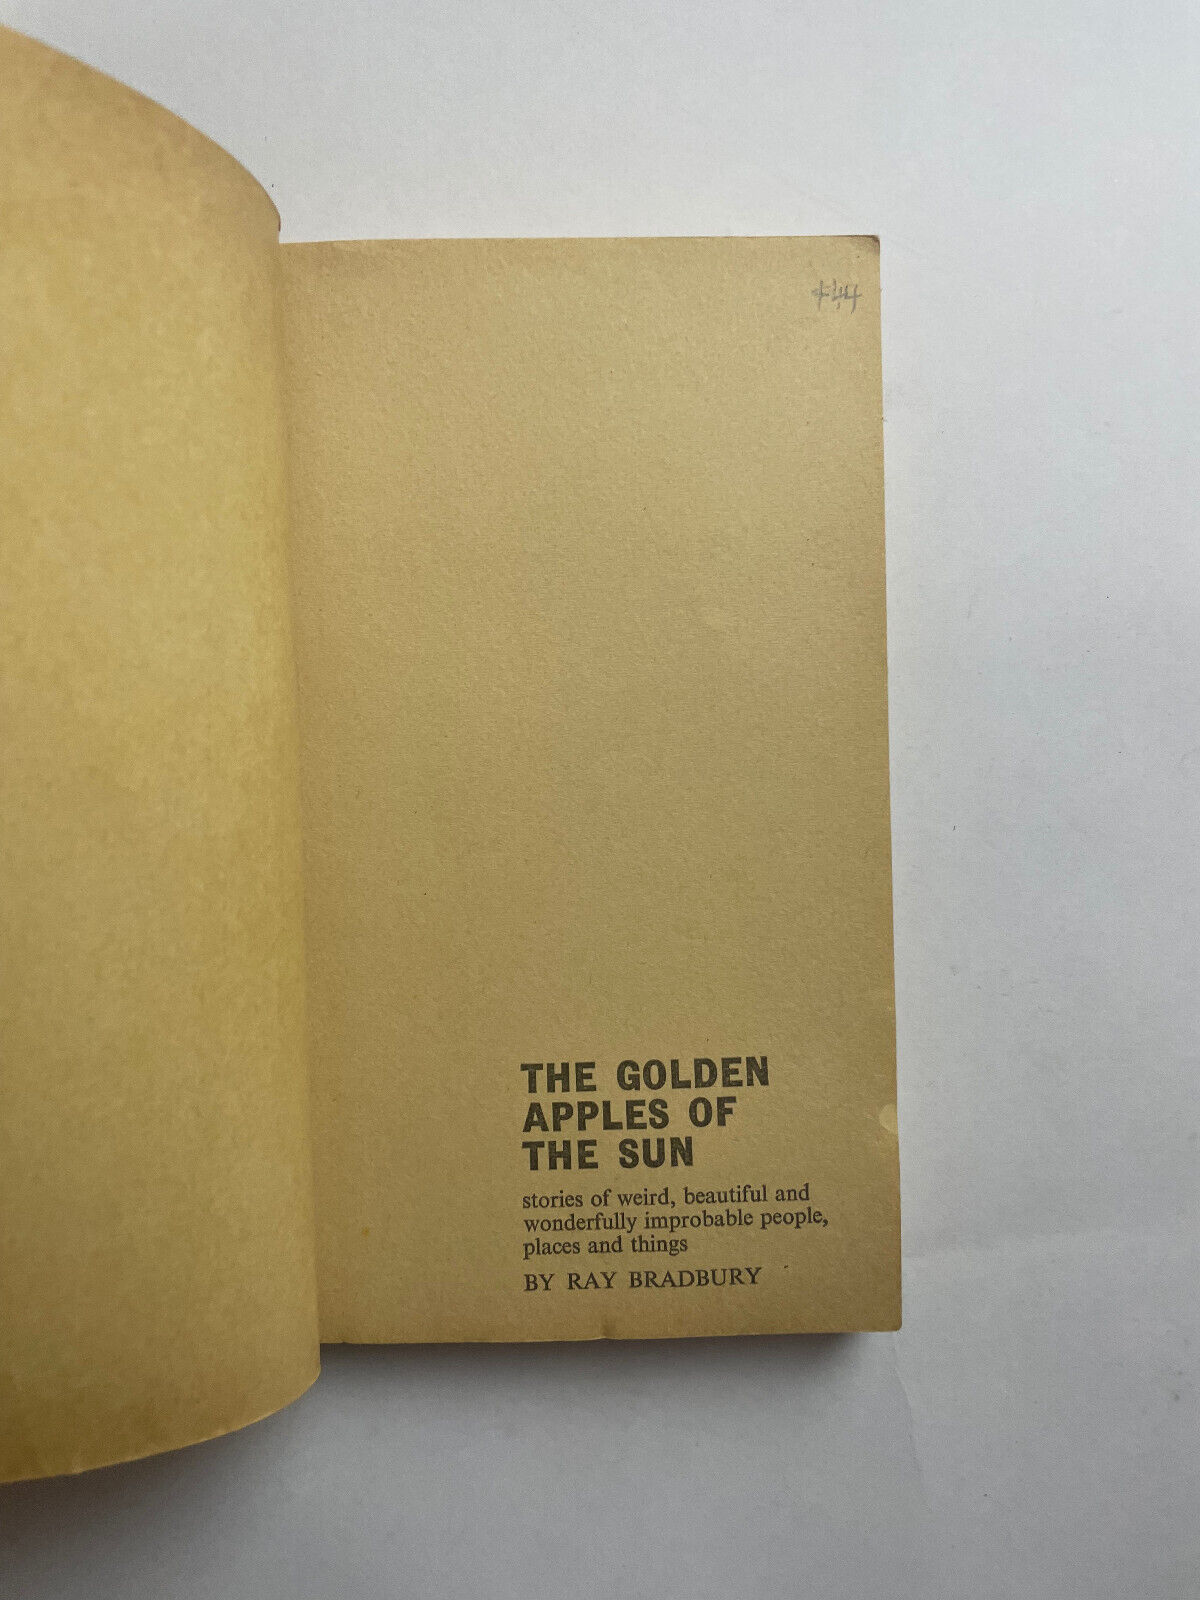 THE GOLDEN
APPLES OF
THE SUN
stories of weird, beautiful and
wonderfully improbable people,
places and things
BY RAY BRADBURY